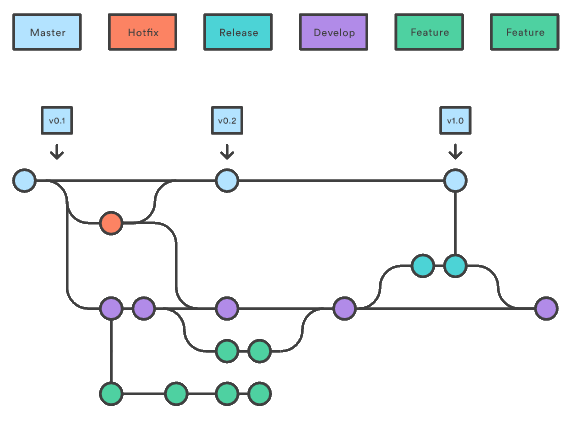 Master
Hotfix
Release
Develop
Feature
Feature
v0.1
v0.2
v1.0